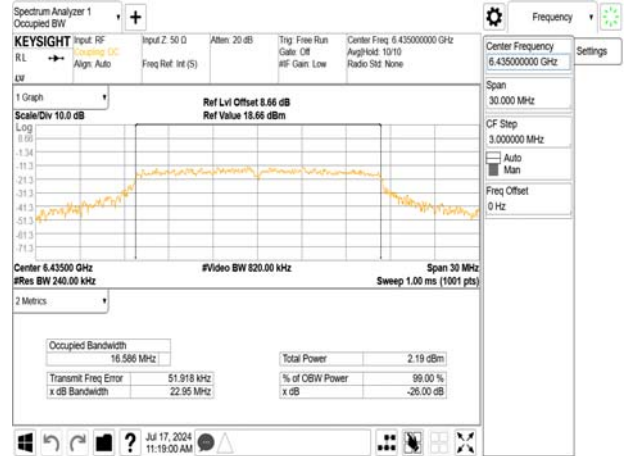 Spectrum Analyzer 1
Occupied BW
Frequency
KEYSIGHT
RL
Input: RF
Coupling: DC
Align: Auto
Input Z: 50 Ω
Freq Ref: Int (S)
Atten: 20 dB
Trig: Free Run
Gate: Off
#IF Gain: Low
Center Freq: 6.435000000 GHz
Avg|Hold: 10/10
Radio Std: None
Center Frequency
6.435000000 GHz
Settings
Span
30.000 MHz
CF Step
3.000000 MHz
Auto
Man
Freq Offset
0 Hz
1 Graph
Scale/Div 10.0 dB
Ref Lvl Offset 8.66 dB
Ref Value 18.66 dBm
Log
8.66
-1.34
-11.3
-21.3
-31.3
-41.3
-51.3
-61.3
-71.3
Center 6.43500 GHz
#Video BW 820.00 kHz
Span 30 MHz
#Res BW 240.00 kHz
Sweep 1.00 ms (1001 pts)
2 Metrics
Occupied Bandwidth
16.586 MHz
Total Power
2.19 dBm
Transmit Freq Error
51.918 kHz
% of OBW Power
99.00 %
x dB Bandwidth
22.95 MHz
x dB
-26.00 dB
Jul 17, 2024
11:19:00 AM